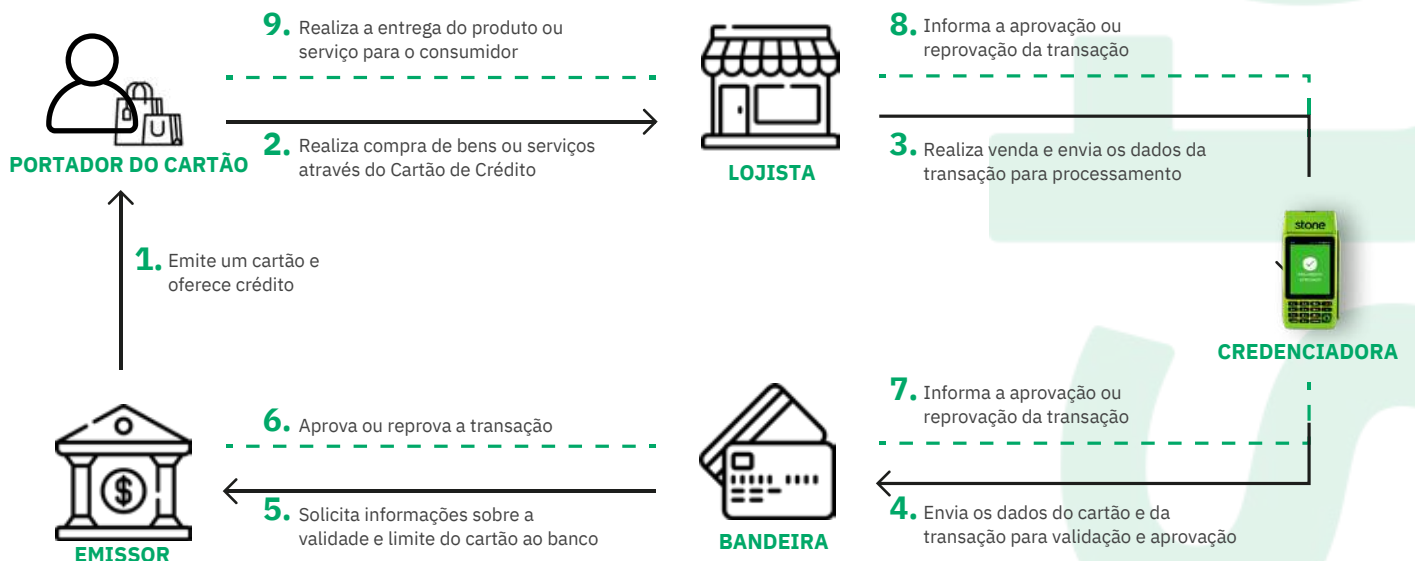 9. Realiza a entrega do produto ou
serviço para o consumidor
8. Informa a aprovação ou
reprovação da transação
PORTADOR DO CARTÃO
2. Realiza compra de bens ou serviços
através do Cartão de Crédito
LOJISTA
3. Realiza venda e envia os dados da
transação para processamento
stone
1. Emite um cartão e
oferece crédito
CREDENCIADORA
6. Aprova ou reprova a transação
7. Informa a aprovação ou
reprovação da transação
EMISSOR
5. Solicita informações sobre a
validade e limite do cartão ao banco
BANDEIRA
4. Envia os dados do cartão e da
transação para validação e aprovação